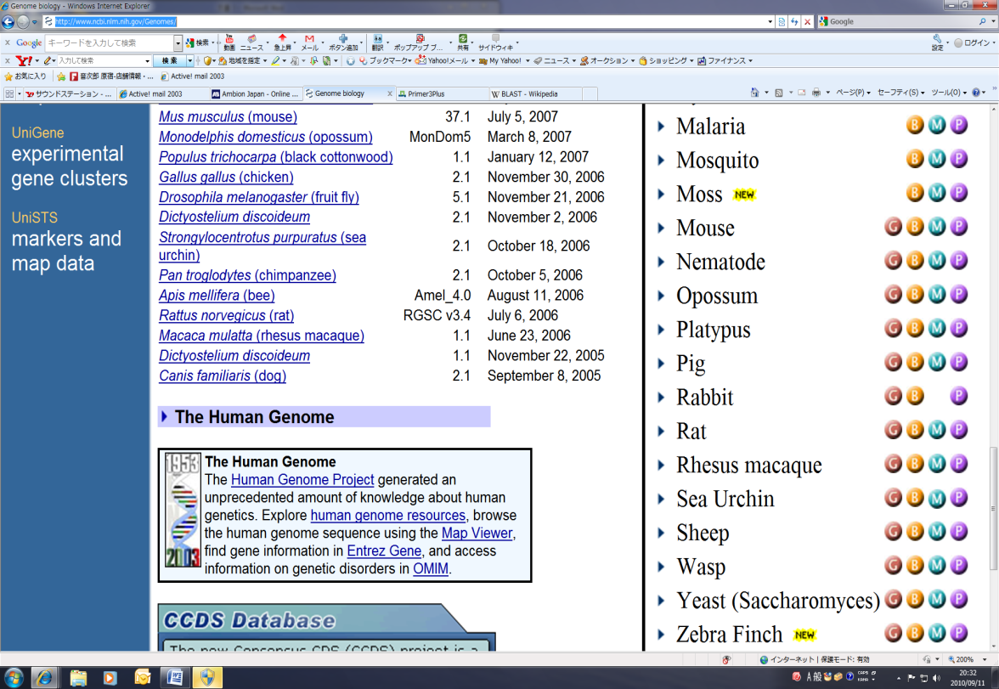 Genome biology - Windows Internet Explorer
http://www.ncbi.nlm.nih.gov/Genomes/
Google
x Google キーワードを入力して検索 検索 動画 ニュース 急上昇 メール ボタン追加 翻訳 ポップアップ ブ... 共有 サイドウィキ 設定 ログイン
x Y! 入力して検索 検索 地域を指定 ブックマーク Yahoo!メール My Yahoo! ニュース オークション ショッピング ファイナンス
お気に入り 音次郎 原宿-店舗情報・... Active! mail 2003
サウンドステーション - ... Active! mail 2003 Ambion Japan - Online ... Genome biology x Primer3Plus W BLAST - Wikipedia ページ(P) セーフティ(S) ツール(O)
UniGene
experimental
gene clusters
UniSTS
markers and
map data
Mus musculus (mouse) 37.1 July 5, 2007
Monodelphis domesticus (opossum) MonDom5 March 8, 2007
Populus trichocarpa (black cottonwood) 1.1 January 12, 2007
Gallus gallus (chicken) 2.1 November 30, 2006
Drosophila melanogaster (fruit fly) 5.1 November 21, 2006
Dictyostelium discoideum 2.1 November 2, 2006
Strongylocentrotus purpuratus (sea
urchin) 2.1 October 18, 2006
Pan troglodytes (chimpanzee) 2.1 October 5, 2006
Apis mellifera (bee) Amel_4.0 August 11, 2006
Rattus norvegicus (rat) RGSC v3.4 July 6, 2006
Macaca mulatta (rhesus macaque) 1.1 June 23, 2006
Dictyostelium discoideum 1.1 November 22, 2005
Canis familiaris (dog) 2.1 September 8, 2005
The Human Genome
1953
2003
The Human Genome
The Human Genome Project generated an
unprecedented amount of knowledge about human
genetics. Explore human genome resources, browse
the human genome sequence using the Map Viewer,
find gene information in Entrez Gene, and access
information on genetic disorders in OMIM.
CCDS Database
The new Consensus CDS (CCDS) project is a
Malaria B M P
Mosquito B M P
Moss NEW B M P
Mouse G B M P
Nematode G B M P
Opossum G B M P
Platypus G B M P
Pig G B M P
Rabbit G B P
Rat G B M P
Rhesus macaque G B M P
Sea Urchin G B M P
Sheep G B M P
Wasp G B M P
Yeast (Saccharomyces) G B M P
Zebra Finch NEW G B M P
インターネット | 保護モード: 有効 200%
A 般 CAPS KANA 20:32
2010/09/11